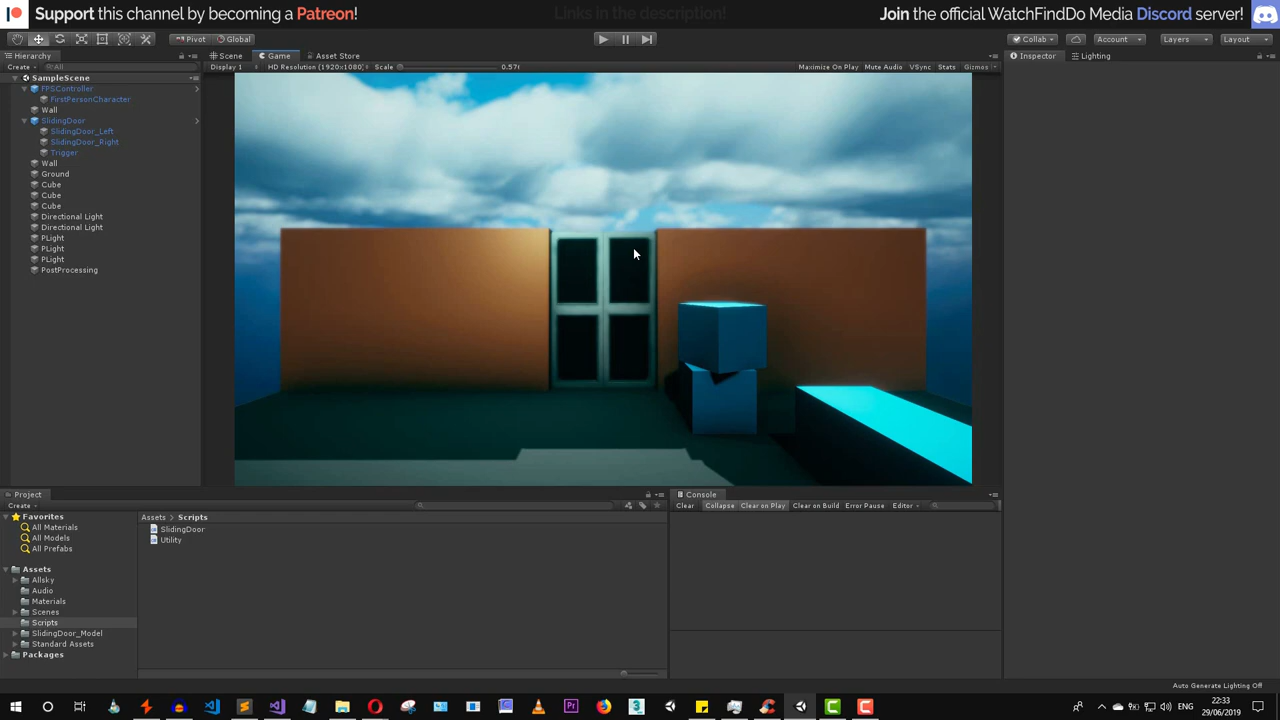 Support this channel by becoming a Patreon!
Links in the description!
Join the official WatchFindDo Media Discord server!
Pivot
Global
Collab
Account
Layers
Layout
Hierarchy
Scene
Game
Asset Store
Inspector
Lighting
Create
All
Display 1
HD Resolution (1920x1080)
Scale
0.57
Maximize On Play
Mute Audio
VSync
Stats
Gizmos
SampleScene
FPSController
FirstPersonCharacter
Wall
SlidingDoor
SlidingDoor_Left
SlidingDoor_Right
Trigger
Wall
Ground
Cube
Cube
Cube
Directional Light
Directional Light
PLight
PLight
PLight
PostProcessing
Project
Create
Favorites
All Materials
All Models
All Prefabs
Assets
Allsky
Audio
Materials
Scenes
Scripts
SlidingDoor_Model
Standard Assets
Packages
Assets
Scripts
SlidingDoor
Utility
Console
Clear
Collapse
Clear on Play
Clear on Build
Error Pause
Editor
Auto Generate Lighting Off
Pr
3
ENG
22:33
29/06/2019